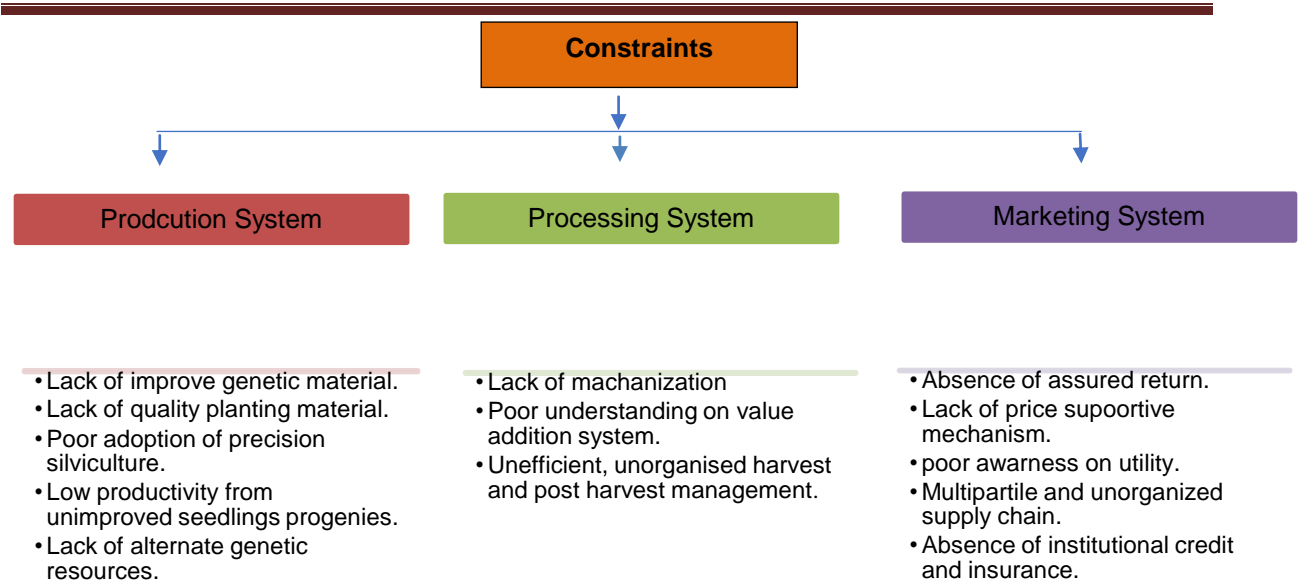 Constraints
Prodcution System
Processing System
Marketing System
• Lack of improve genetic material.
• Lack of quality planting material.
• Poor adoption of precision
silviculture.
• Low productivity from
unimproved seedlings progenies.
• Lack of alternate genetic
resources.
• Lack of machanization
• Poor understanding on value
addition system.
• Unefficient, unorganised harvest
and post harvest management.
• Absence of assured return.
• Lack of price supoortive
mechanism.
• poor awarness on utility.
• Multipartile and unorganized
supply chain.
• Absence of institutional credit
and insurance.